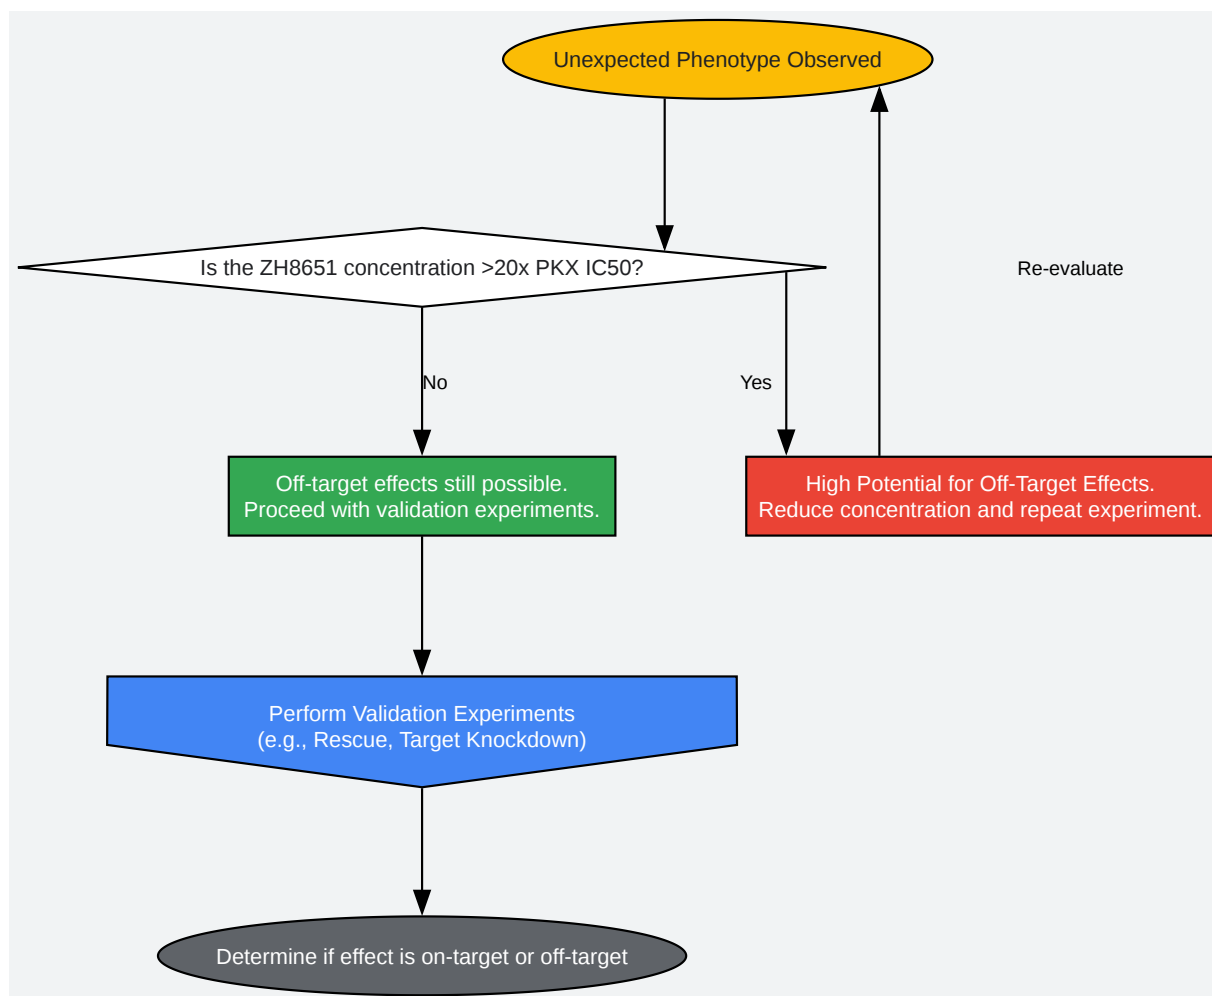 Unexpected Phenotype Observed
Is the ZH8651 concentration >20x PKX IC50?
Re-evaluate
No
Yes
Off-target effects still possible.
Proceed with validation experiments.
High Potential for Off-Target Effects.
Reduce concentration and repeat experiment.
Perform Validation Experiments
(e.g., Rescue, Target Knockdown)
Determine if effect is on-target or off-target